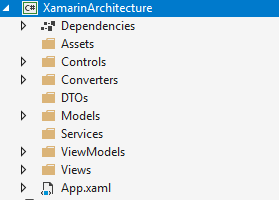 C# XamarinArchitecture
Dependencies
Assets
Controls
Converters
DTOs
Models
Services
ViewModels
Views
App.xaml